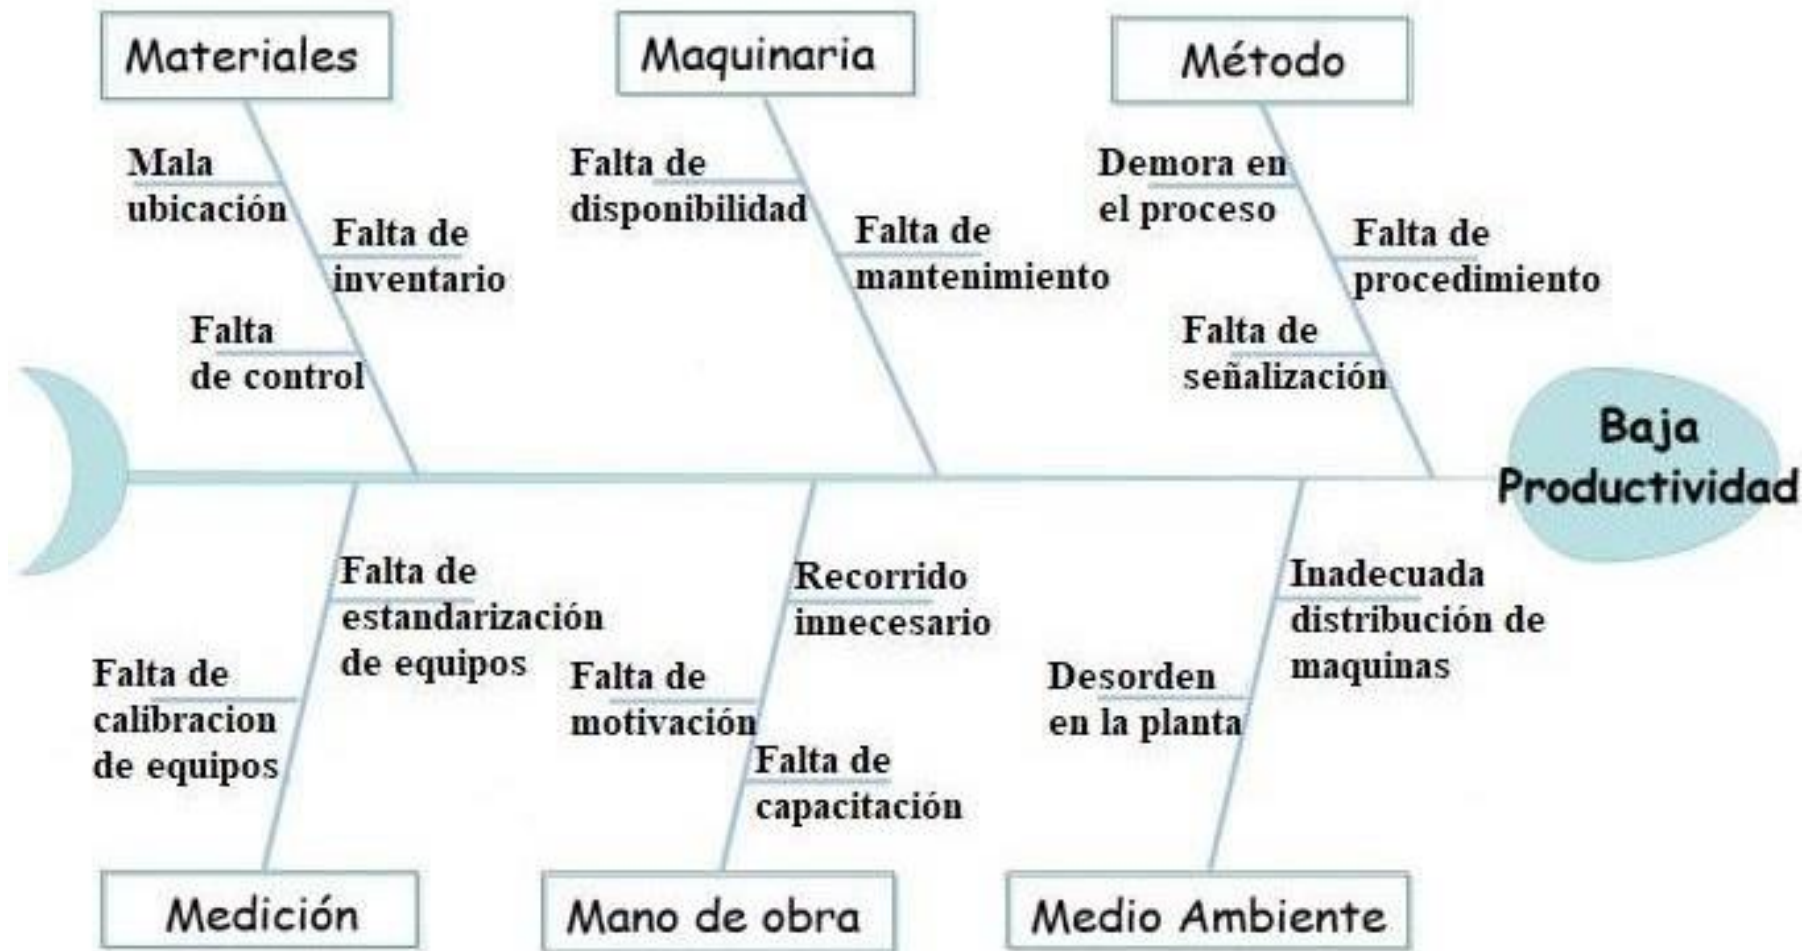 Materiales
Maquinaria
Método
Mala
ubicación
Falta de
inventario
Falta
de control
Falta de
disponibilidad
Falta de
mantenimiento
Demora en
el proceso
Falta de
procedimiento
Falta de
señalización
Baja
Productividad
Falta de
estandarización
de equipos
Falta de
calibracion
de equipos
Recorrido
innecesario
Falta de
motivación
Falta de
capacitación
Inadecuada
distribución de
maquinas
Desorden
en la planta
Medición
Mano de obra
Medio Ambiente